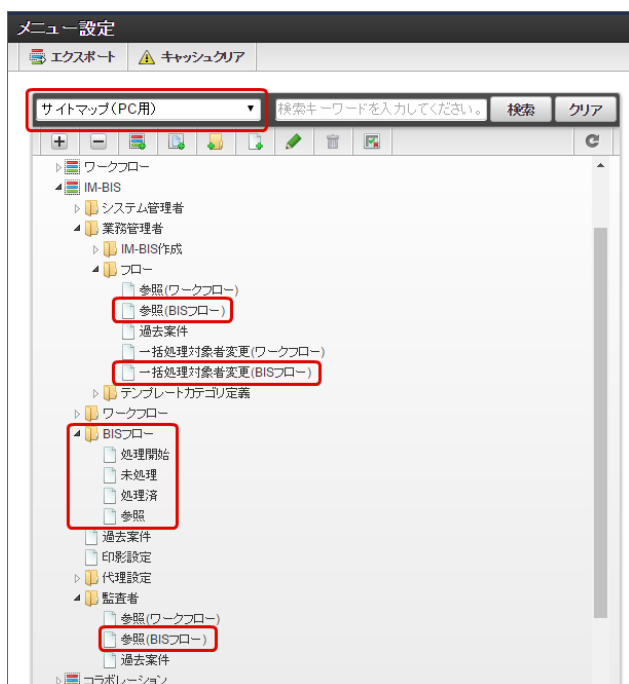 メニュー設定
エクスポート キャッシュクリア
サイトマップ(PC用) 検索キーワードを入力してください。 検索 クリア
ワークフロー
IM-BIS
システム管理者
業務管理者
IM-BIS作成
フロー
参照(ワークフロー)
参照(BISフロー)
過去案件
一括処理対象者変更(ワークフロー)
一括処理対象者変更(BISフロー)
テンプレートカテゴリ定義
ワークフロー
BISフロー
処理開始
未処理
処理済
参照
過去案件
印影設定
代理設定
監査者
参照(ワークフロー)
参照(BISフロー)
過去案件
コラボレーション